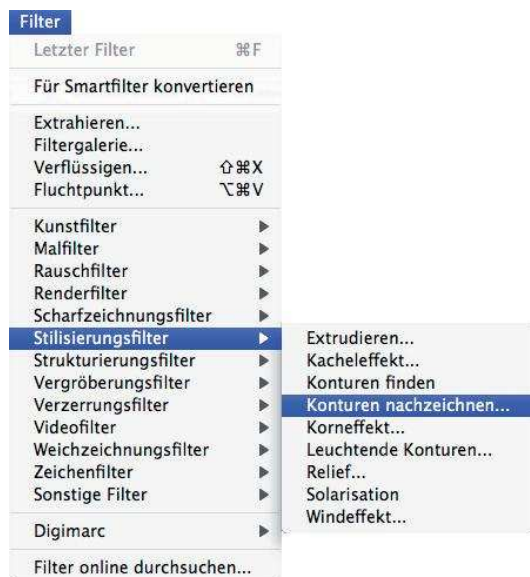 Filter
Letzter Filter ⌘F
Für Smartfilter konvertieren
Extrahieren...
Filtergalerie...
Verflüssigen... ⇧⌘X
Fluchtpunkt... ⌥⌘V
Kunstfilter
Malfilter
Rauschfilter
Renderfilter
Scharfzeichnungsfilter
Stilisierungsfilter
Strukturierungsfilter
Vergröberungsfilter
Verzerrungsfilter
Videofilter
Weichzeichnungsfilter
Zeichenfilter
Sonstige Filter
Digimarc
Filter online durchsuchen...
Extrudieren...
Kacheleffekt...
Konturen finden
Konturen nachzeichnen...
Korneffekt...
Leuchtende Konturen...
Relief...
Solarisation
Windeffekt...